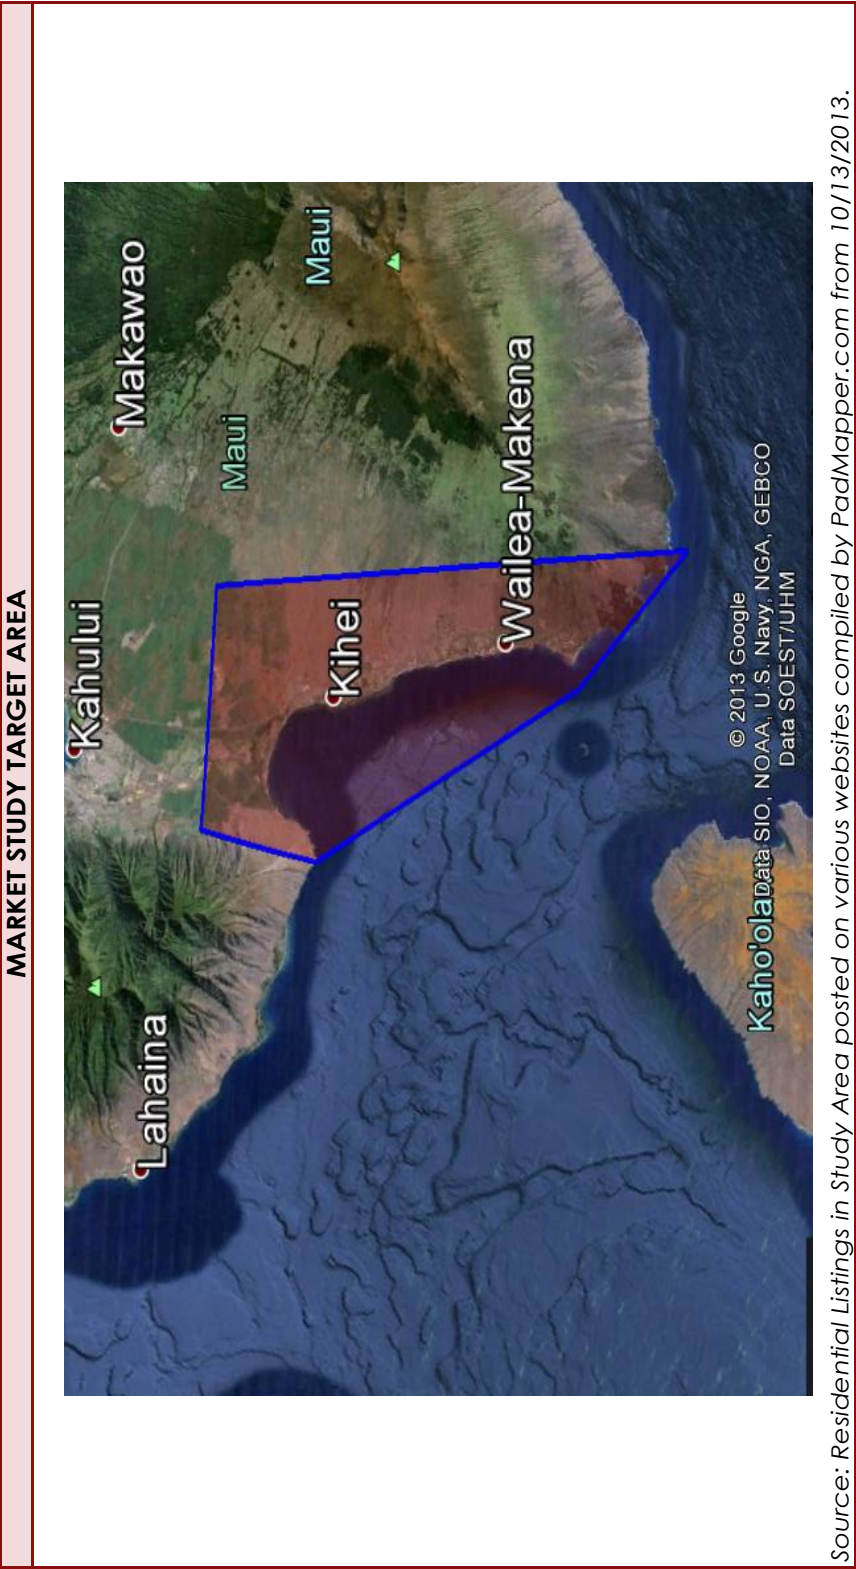 MARKET STUDY TARGET AREA
Kahului
Makawao
Lahaina
Maui
Maui
Kihei
Wailea-Makena
Kaho'olaw
© 2013 Google
Data SIO, NOAA, U.S. Navy, NGA, GEBCO
Data SOEST/UHM
Source: Residential Listings in Study Area posted on various websites compiled by PadMapper.com from 10/13/2013.